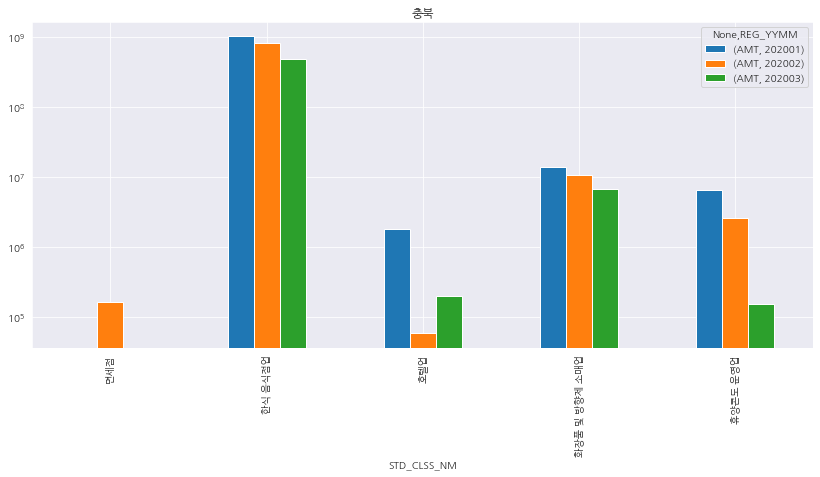 충북
None,REG_YYMM
(AMT, 202001)
(AMT, 202002)
(AMT, 202003)
10⁹
10⁸
10⁷
10⁶
10⁵
면세점
한식 음식점업
호텔업
화장품 및 방향제 소매업
휴양콘도 운영업
STD_CLSS_NM